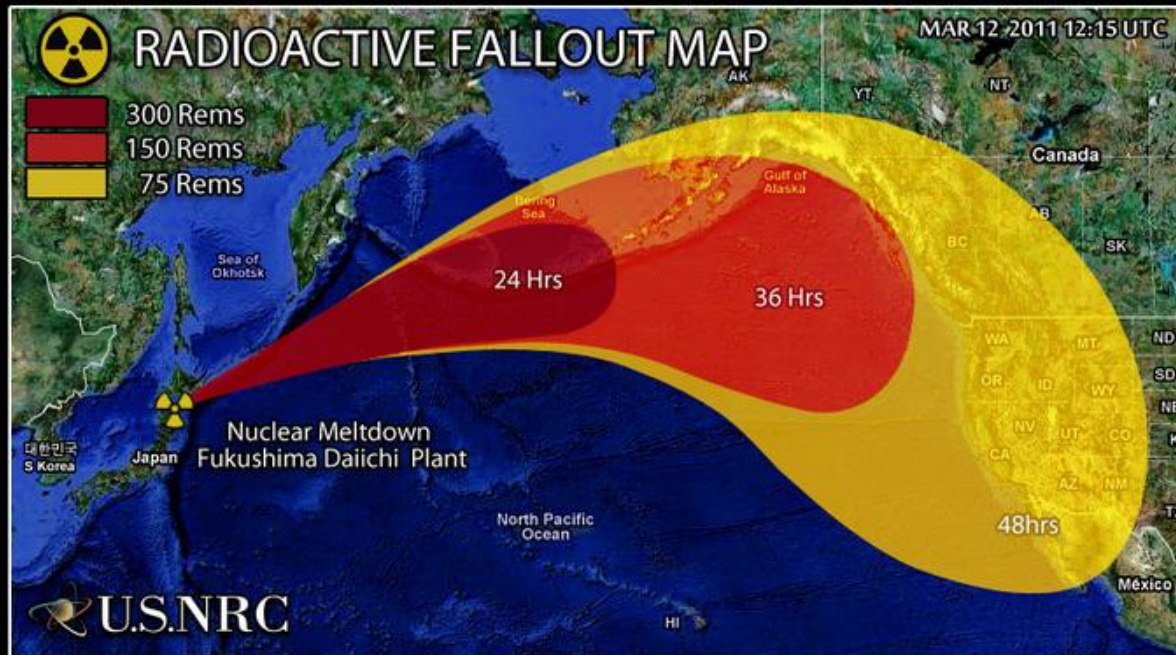 RADIOACTIVE FALLOUT MAP
MAR 12 2011 12:15 UTC
300 Rems
150 Rems
75 Rems
AK
YT
NT
Canada
Gulf of
Alaska
Bering
Sea
Sea of
Okhotsk
AB
BC
SK
24 Hrs
36 Hrs
WA
MT
ND
OR
ID
WY
SD
NV
UT
CO
CA
AZ
NM
Nuclear Meltdown
Fukushima Daiichi Plant
대한민국
S Korea
Japan
North Pacific
Ocean
48hrs
México
HI
U.S.NRC